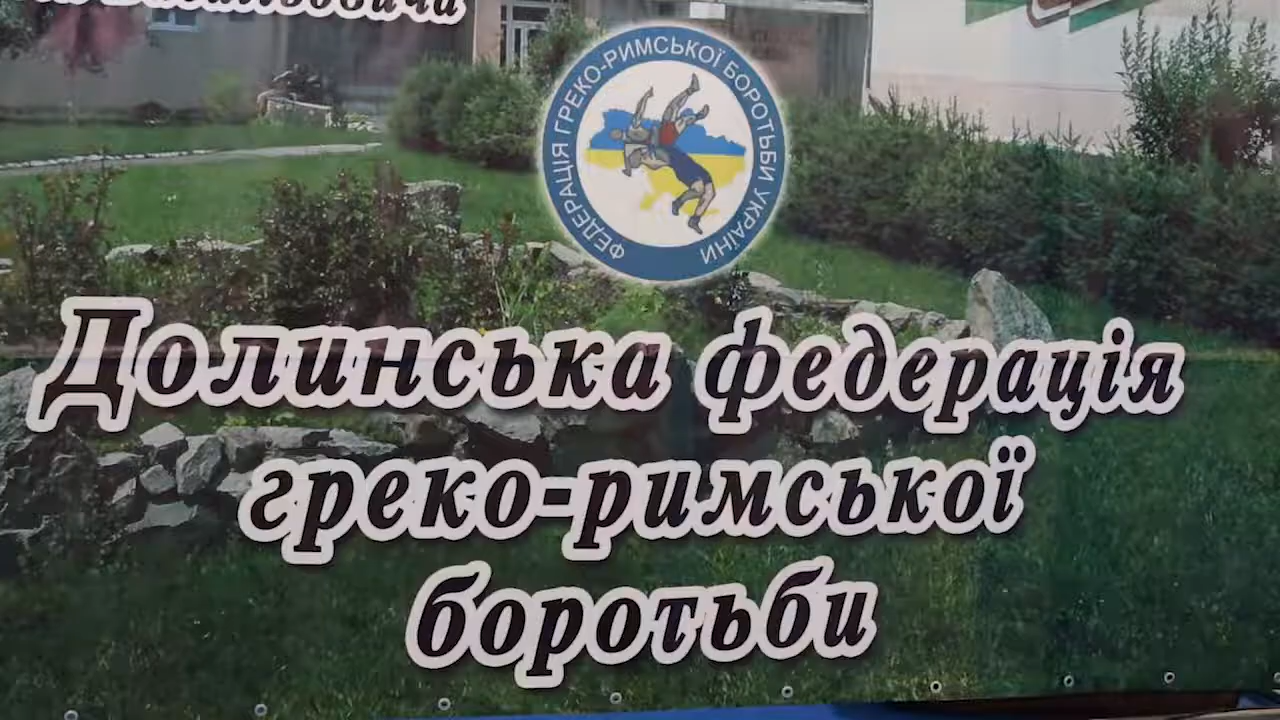 ФЕДЕРАЦІЯ ГРЕКО-РИМСЬКОЇ БОРОТЬБИ УКРАЇНИ
Долинська федерація
греко-римської
боротьби